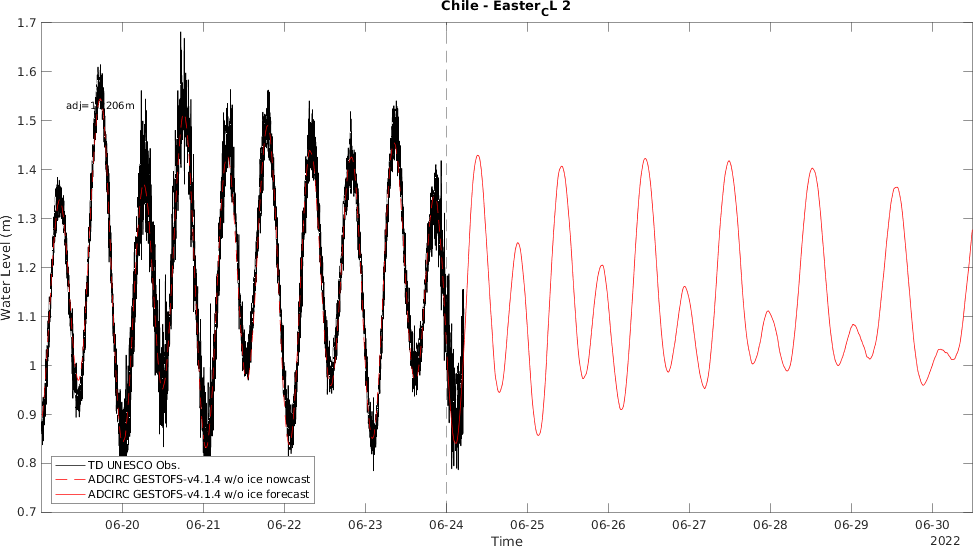 Chile - Easter_CL 2
1.7
1.6
1.5
1.4
1.3
1.2
1.1
1
0.9
0.8
0.7
Water Level (m)
TD UNESCO Obs.
ADCIRC GESTOFS-v4.1.4 w/o ice nowcast
ADCIRC GESTOFS-v4.1.4 w/o ice forecast
06-20 06-21 06-22 06-23 06-24 06-25 06-26 06-27 06-28 06-29 06-30
Time
2022